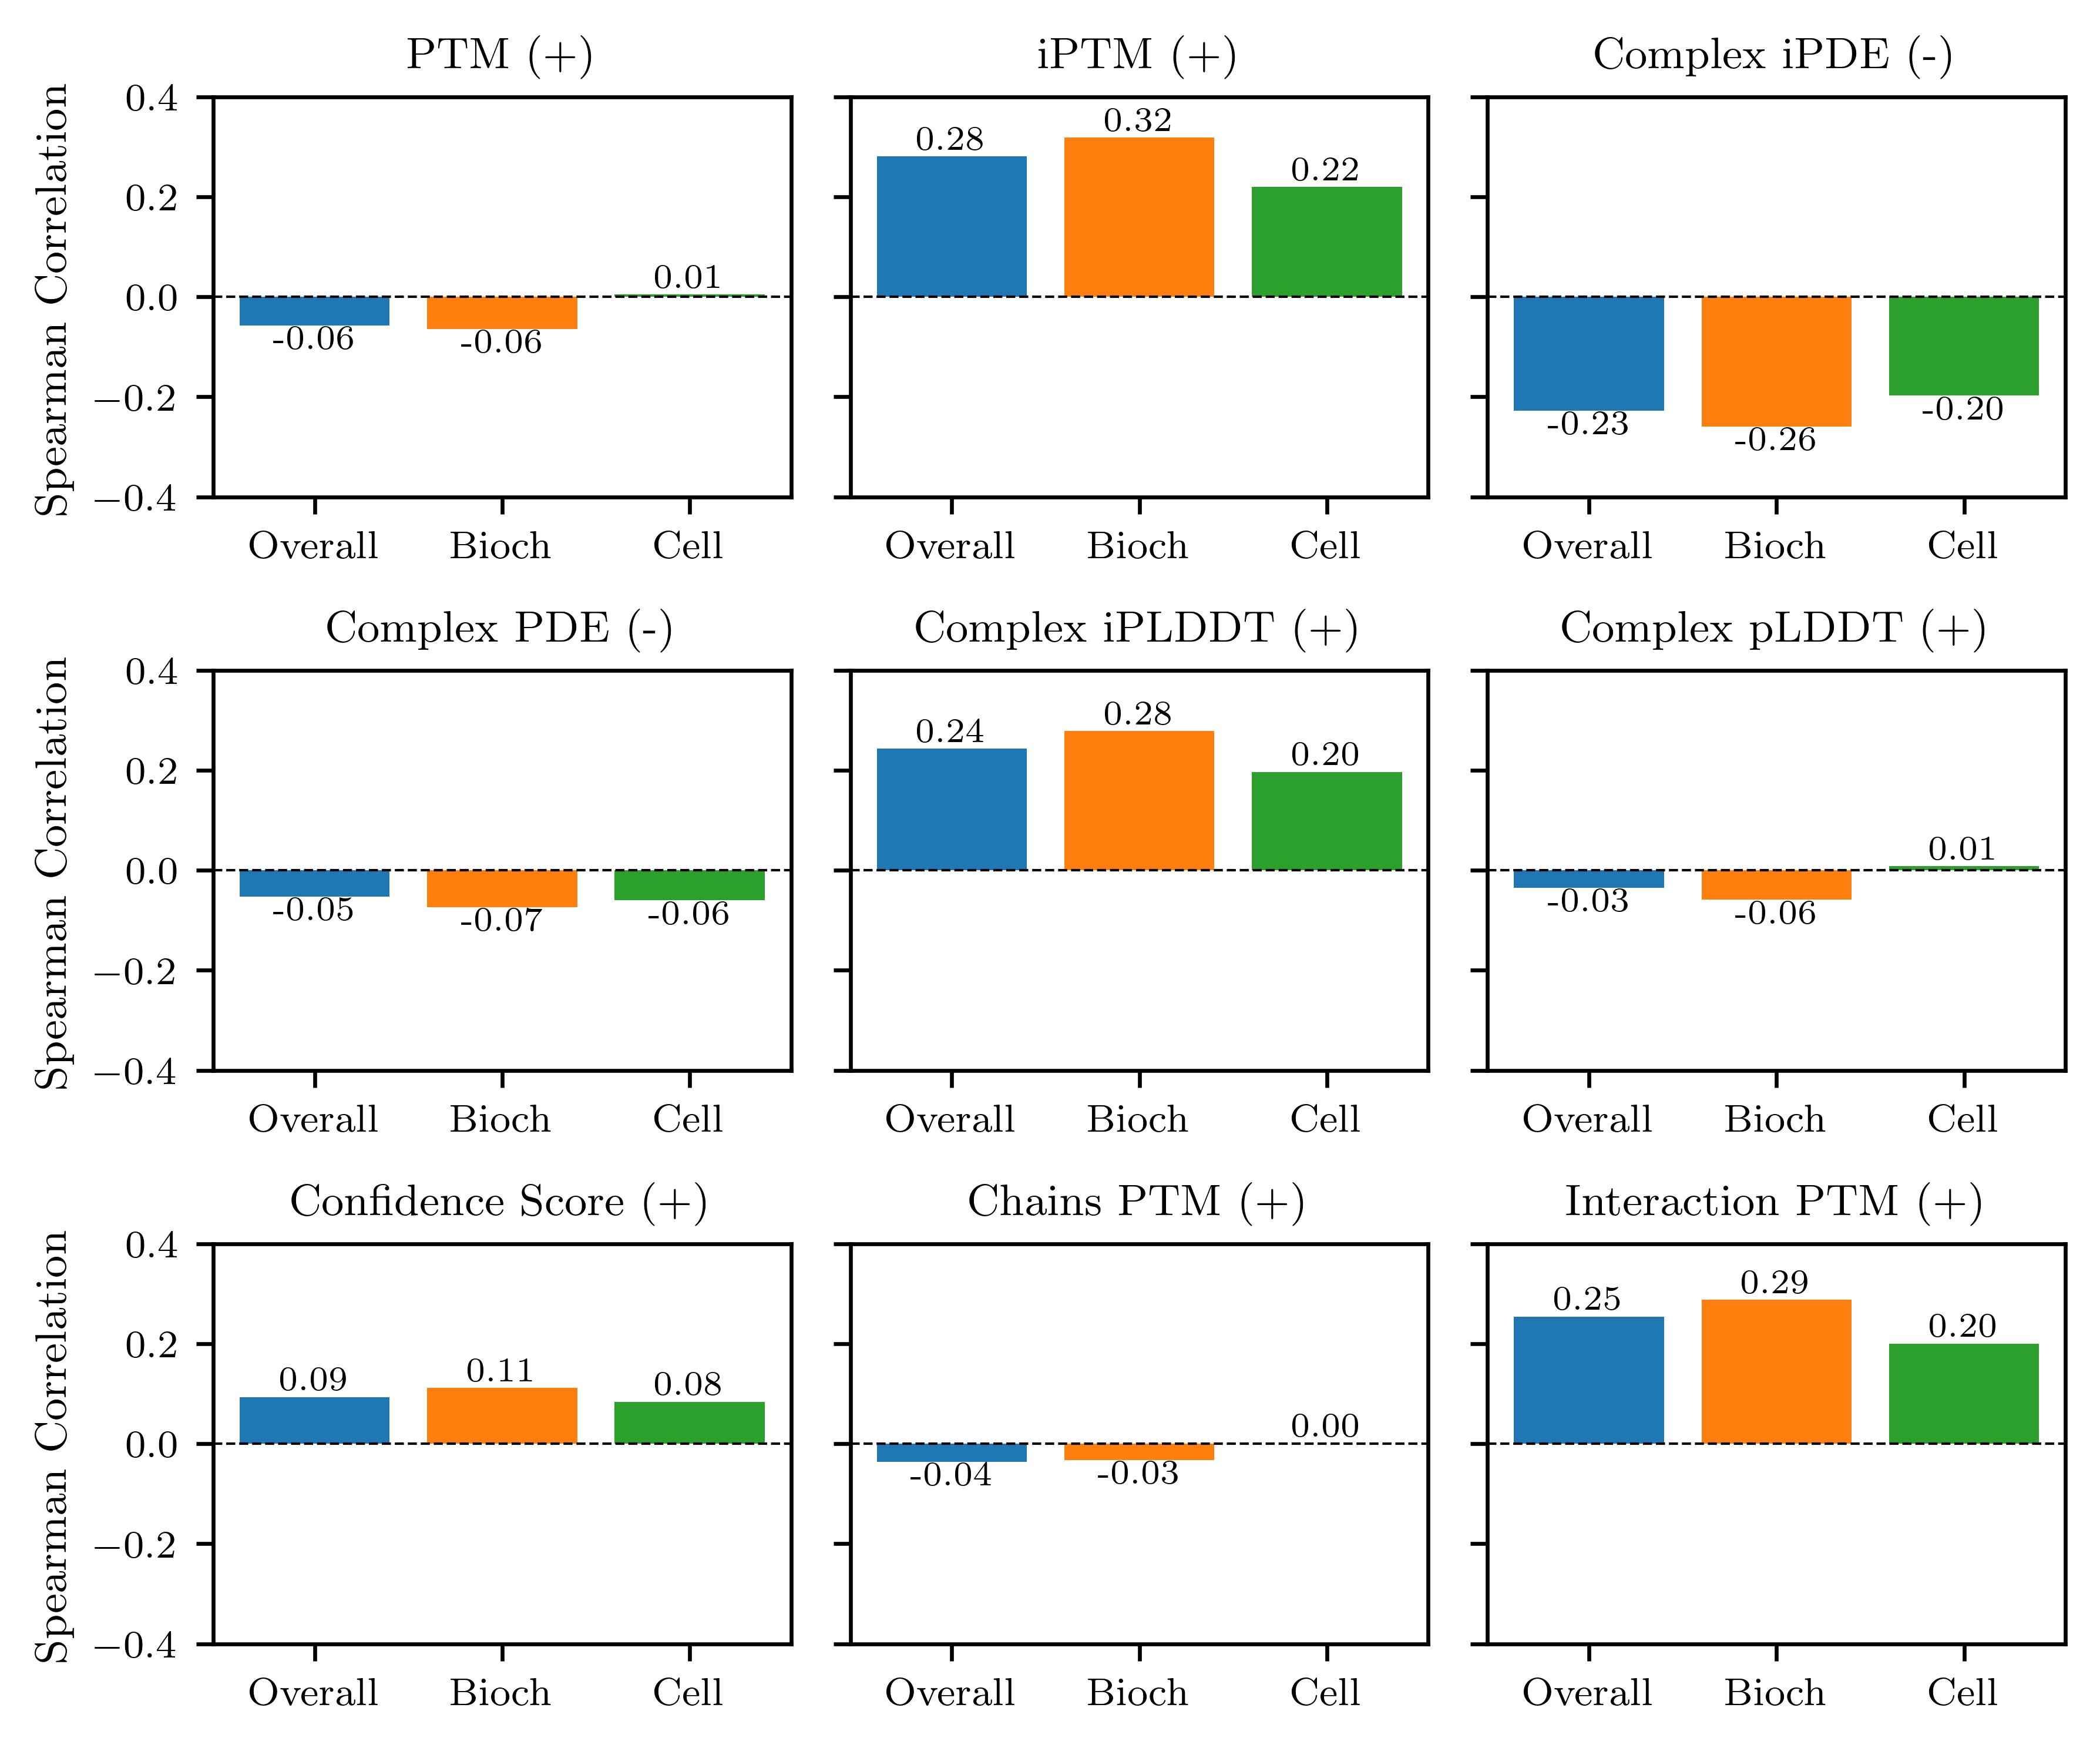 PTM (+)
iPTM (+)
Complex iPDE (-)
Spearman Correlation
0.4
0.2
0.0
−0.2
−0.4
-0.06
-0.06
0.01
0.28
0.32
0.22
-0.23
-0.26
-0.20
Overall Bioch Cell
Overall Bioch Cell
Overall Bioch Cell
Complex PDE (-)
Complex iPLDDT (+)
Complex pLDDT (+)
Spearman Correlation
0.4
0.2
0.0
−0.2
−0.4
-0.05
-0.07
-0.06
0.24
0.28
0.20
-0.03
-0.06
0.01
Overall Bioch Cell
Overall Bioch Cell
Overall Bioch Cell
Confidence Score (+)
Chains PTM (+)
Interaction PTM (+)
Spearman Correlation
0.4
0.2
0.0
−0.2
−0.4
0.09
0.11
0.08
-0.04
-0.03
0.00
0.25
0.29
0.20
Overall Bioch Cell
Overall Bioch Cell
Overall Bioch Cell